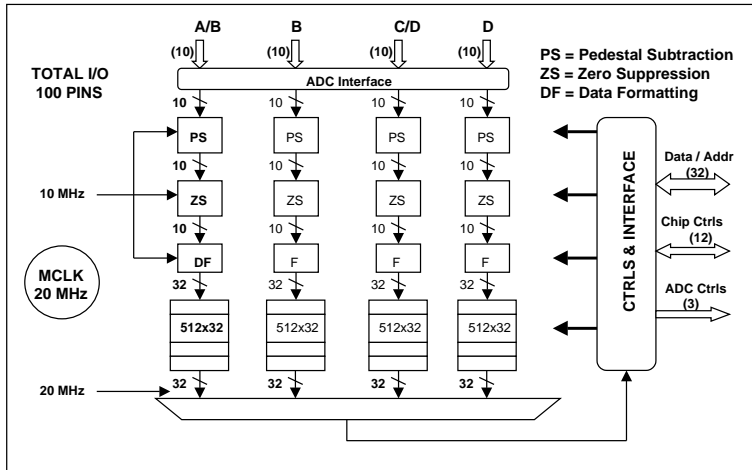 A/B B C/D D
(10) (10) (10) (10)
PS = Pedestal Subtraction
ZS = Zero Suppression
DF = Data Formatting
TOTAL I/O
100 PINS
ADC Interface
10 10 10 10
PS PS PS PS
10 10 10 10
10 MHz
ZS ZS ZS ZS
10 10 10 10
DF F F F
32 32 32 32
MCLK
20 MHz
512x32 512x32 512x32 512x32
32 32 32 32
20 MHz
CTRLS & INTERFACE
Data / Addr
(32)
Chip Ctrls
(12)
ADC Ctrls
(3)